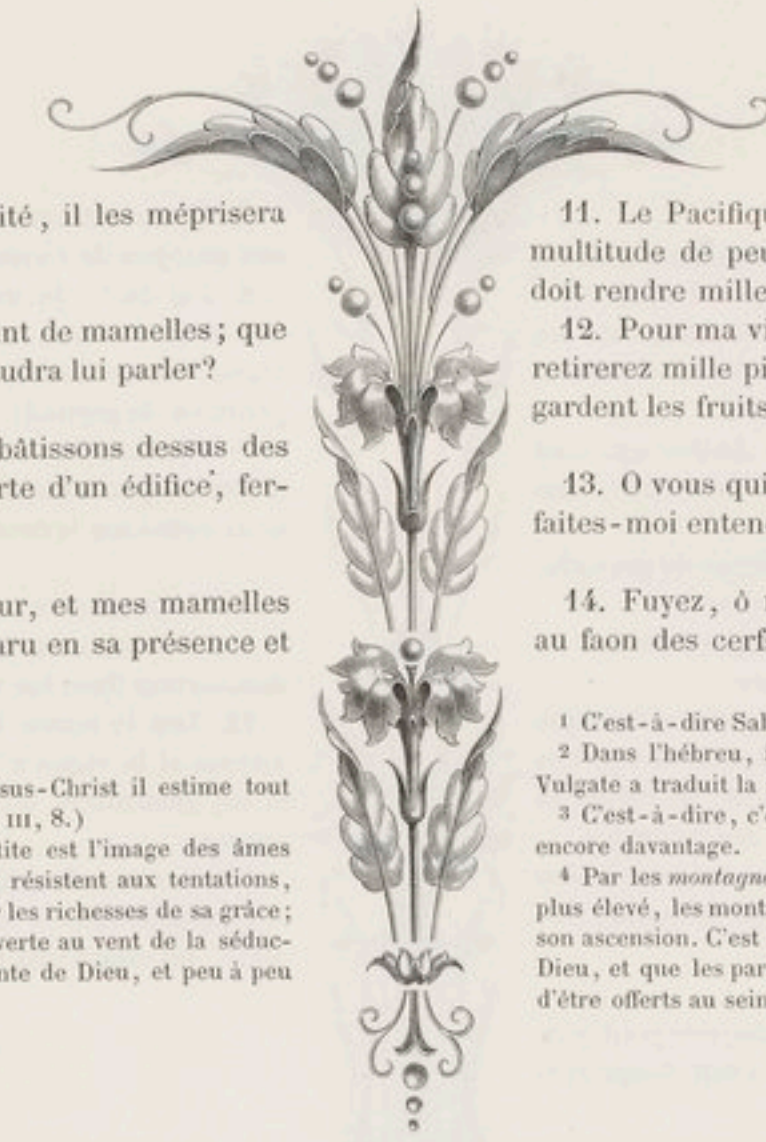 ité, il les méprisera
nt de mamelles; que
udra lui parler?
bâtissons dessus des
rte d'un édifice, fer-
ur, et mes mamelles
aru en sa présence et
sus-Christ il estime tout
III, 8.)
tite est l'image des âmes
résistent aux tentations,
les richesses de sa grâce;
verte au vent de la séduc-
nte de Dieu, et peu à peu
11. Le Pacifiqu
multitude de peu
doit rendre mille
12. Pour ma vi
retirerez mille pi
gardent les fruits
13. O vous qui
faites-moi enten
14. Fuyez, ô
au faon des cerf
1 C'est-à-dire Sal
2 Dans l'hébreu,
Vulgate a traduit la
3 C'est-à-dire, c'e
encore davantage.
4 Par les montagne
plus élevé, les mont
son ascension. C'est
Dieu, et que les par
d'être offerts au sein